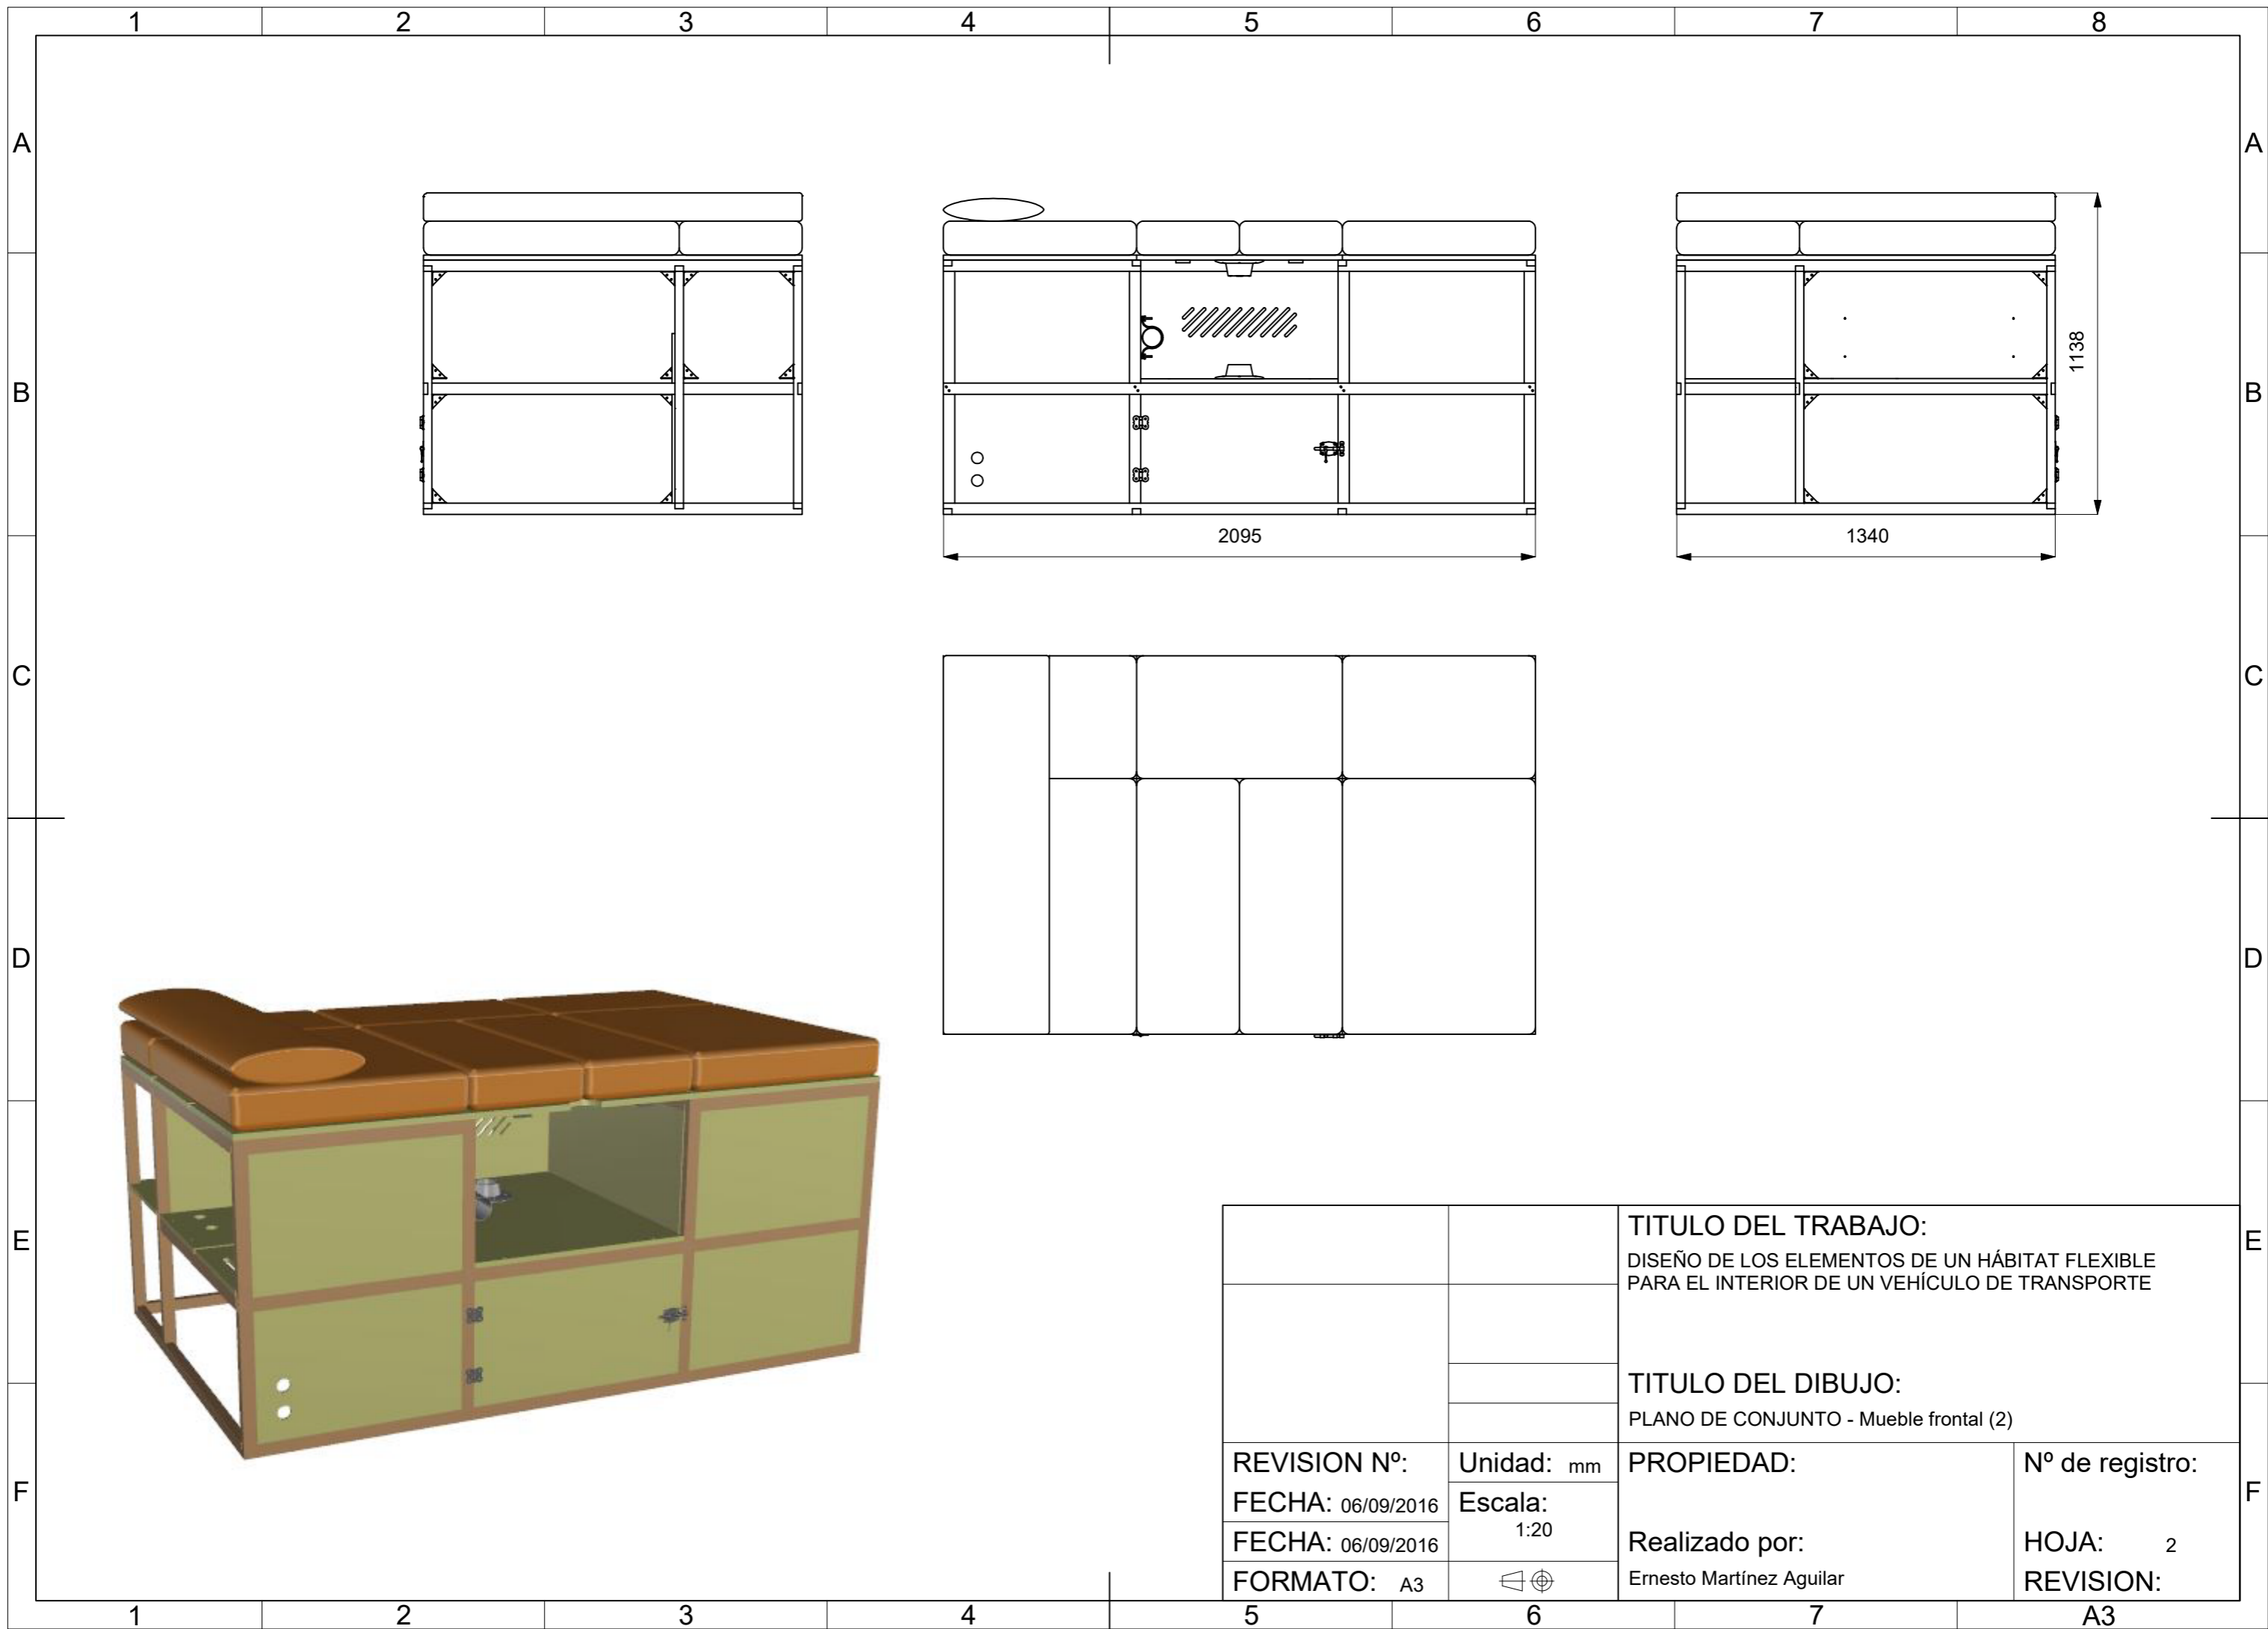 1 2 3 4 5 6 7 8
A A
B B
C C
D D
E E
F F
1138
2095
1340
TITULO DEL TRABAJO:
DISEÑO DE LOS ELEMENTOS DE UN HÁBITAT FLEXIBLE
PARA EL INTERIOR DE UN VEHÍCULO DE TRANSPORTE
TITULO DEL DIBUJO:
PLANO DE CONJUNTO - Mueble frontal (2)
REVISION Nº:
FECHA: 06/09/2016
FECHA: 06/09/2016
FORMATO: A3
Unidad: mm
Escala:
1:20
PROPIEDAD:
Realizado por:
Ernesto Martínez Aguilar
Nº de registro:
HOJA: 2
REVISION:
1 2 3 4 5 6 7 A3